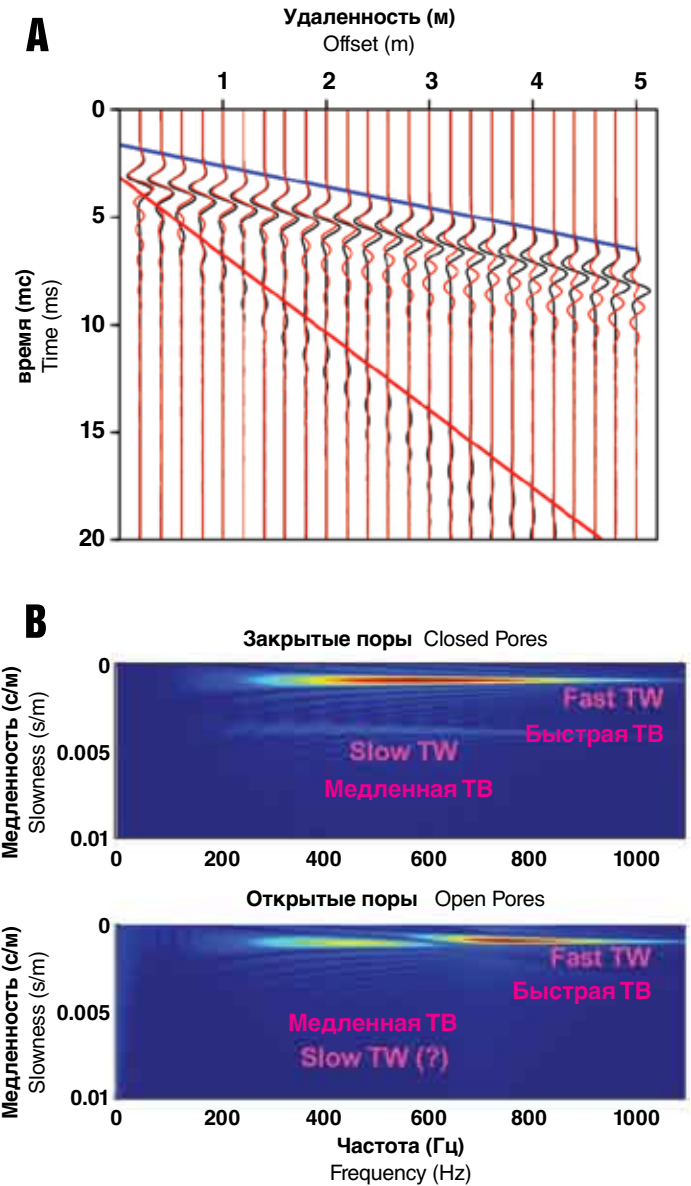 A
Удаленность (м)
Offset (m)
1 2 3 4 5
0
5
10
15
20
время (mc)
Time (ms)
B
Закрытые поры Closed Pores
Медленность (с/м)
Slowness (s/m)
0
0.005
0.01
Fast TW
Быстрая ТВ
Slow TW
Медленная ТВ
0 200 400 600 800 1000
Открытые поры Open Pores
Медленность (с/м)
Slowness (s/m)
0
0.005
0.01
Fast TW
Быстрая ТВ
Медленная ТВ
Slow TW (?)
0 200 400 600 800 1000
Частота (Гц)
Frequency (Hz)